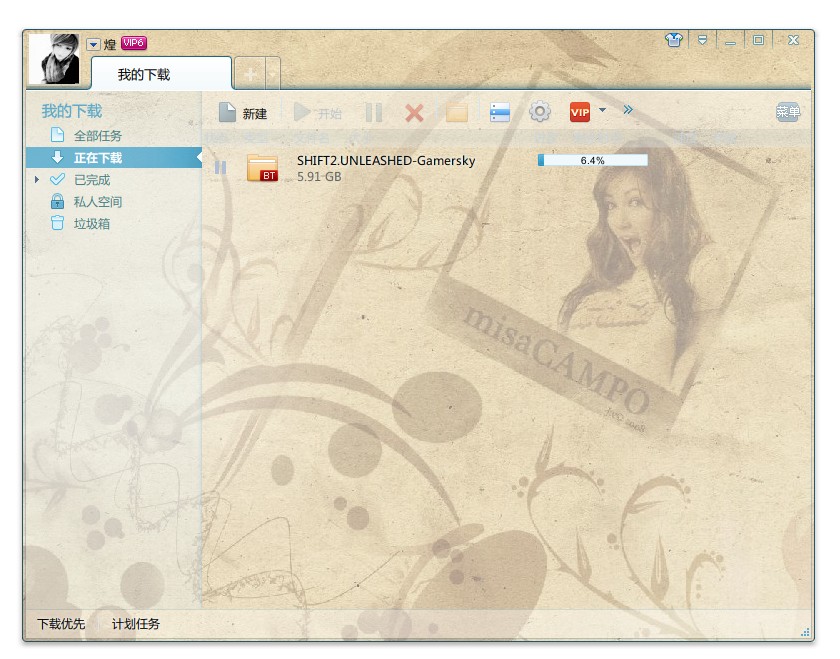 煌 VIP6
我的下载
我的下载
全部任务
正在下载
已完成
私人空间
垃圾箱
新建 开始 VIP 菜单
SHIFT2.UNLEASHED-Gamersky 6.4%
BT
5.91 GB
misaCAMPO
下载优先 计划任务